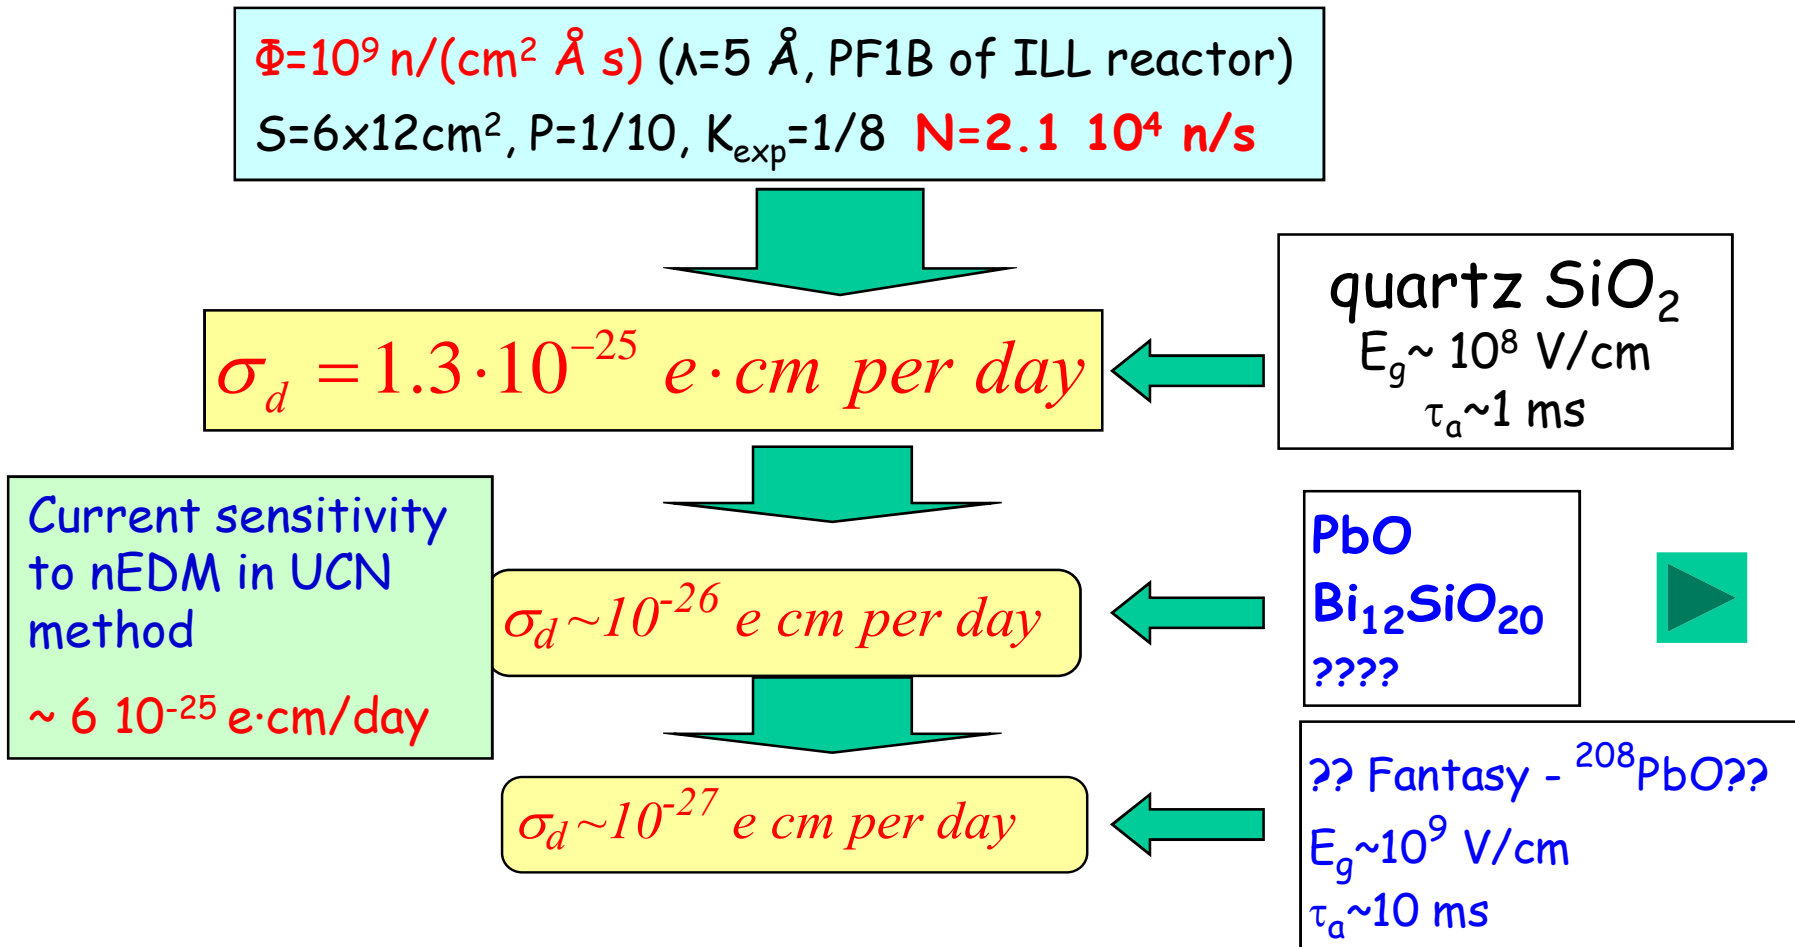 Φ=10⁹ n/(cm² Å s) (λ=5 Å, PF1B of ILL reactor)
S=6x12cm², P=1/10, K_exp=1/8 N=2.1 10⁴ n/s
quartz SiO₂
E_g~ 10⁸ V/cm
τₐ~1 ms
σ_d = 1.3·10⁻²⁵ e·cm per day
Current sensitivity
to nEDM in UCN
method
~ 6 10⁻²⁵ e·cm/day
σ_d ~10⁻²⁶ e cm per day
PbO
Bi₁₂SiO₂₀
????
σ_d ~10⁻²⁷ e cm per day
?? Fantasy - ²⁰⁸PbO??
E_g~10⁹ V/cm
τₐ~10 ms